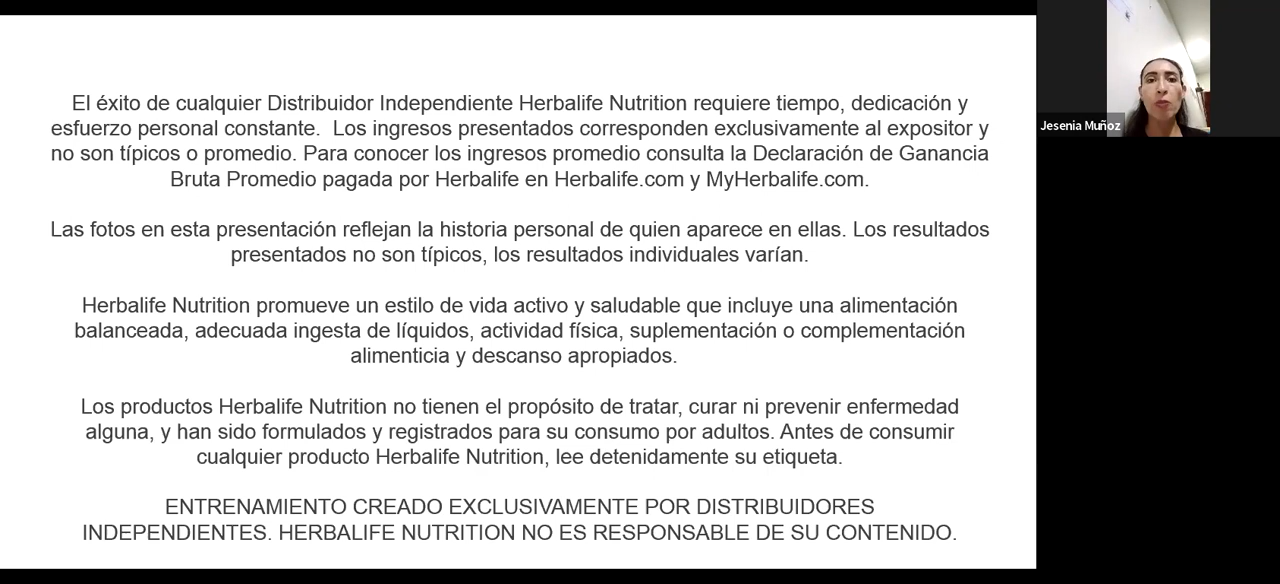 El éxito de cualquier Distribuidor Independiente Herbalife Nutrition requiere tiempo, dedicación y
esfuerzo personal constante.  Los ingresos presentados corresponden exclusivamente al expositor y
no son típicos o promedio. Para conocer los ingresos promedio consulta la Declaración de Ganancia
Bruta Promedio pagada por Herbalife en Herbalife.com y MyHerbalife.com.
Las fotos en esta presentación reflejan la historia personal de quien aparece en ellas. Los resultados
presentados no son típicos, los resultados individuales varían.
Herbalife Nutrition promueve un estilo de vida activo y saludable que incluye una alimentación
balanceada, adecuada ingesta de líquidos, actividad física, suplementación o complementación
alimenticia y descanso apropiados.
Los productos Herbalife Nutrition no tienen el propósito de tratar, curar ni prevenir enfermedad
alguna, y han sido formulados y registrados para su consumo por adultos. Antes de consumir
cualquier producto Herbalife Nutrition, lee detenidamente su etiqueta.
ENTRENAMIENTO CREADO EXCLUSIVAMENTE POR DISTRIBUIDORES
INDEPENDIENTES. HERBALIFE NUTRITION NO ES RESPONSABLE DE SU CONTENIDO.
Jesenia Muñoz